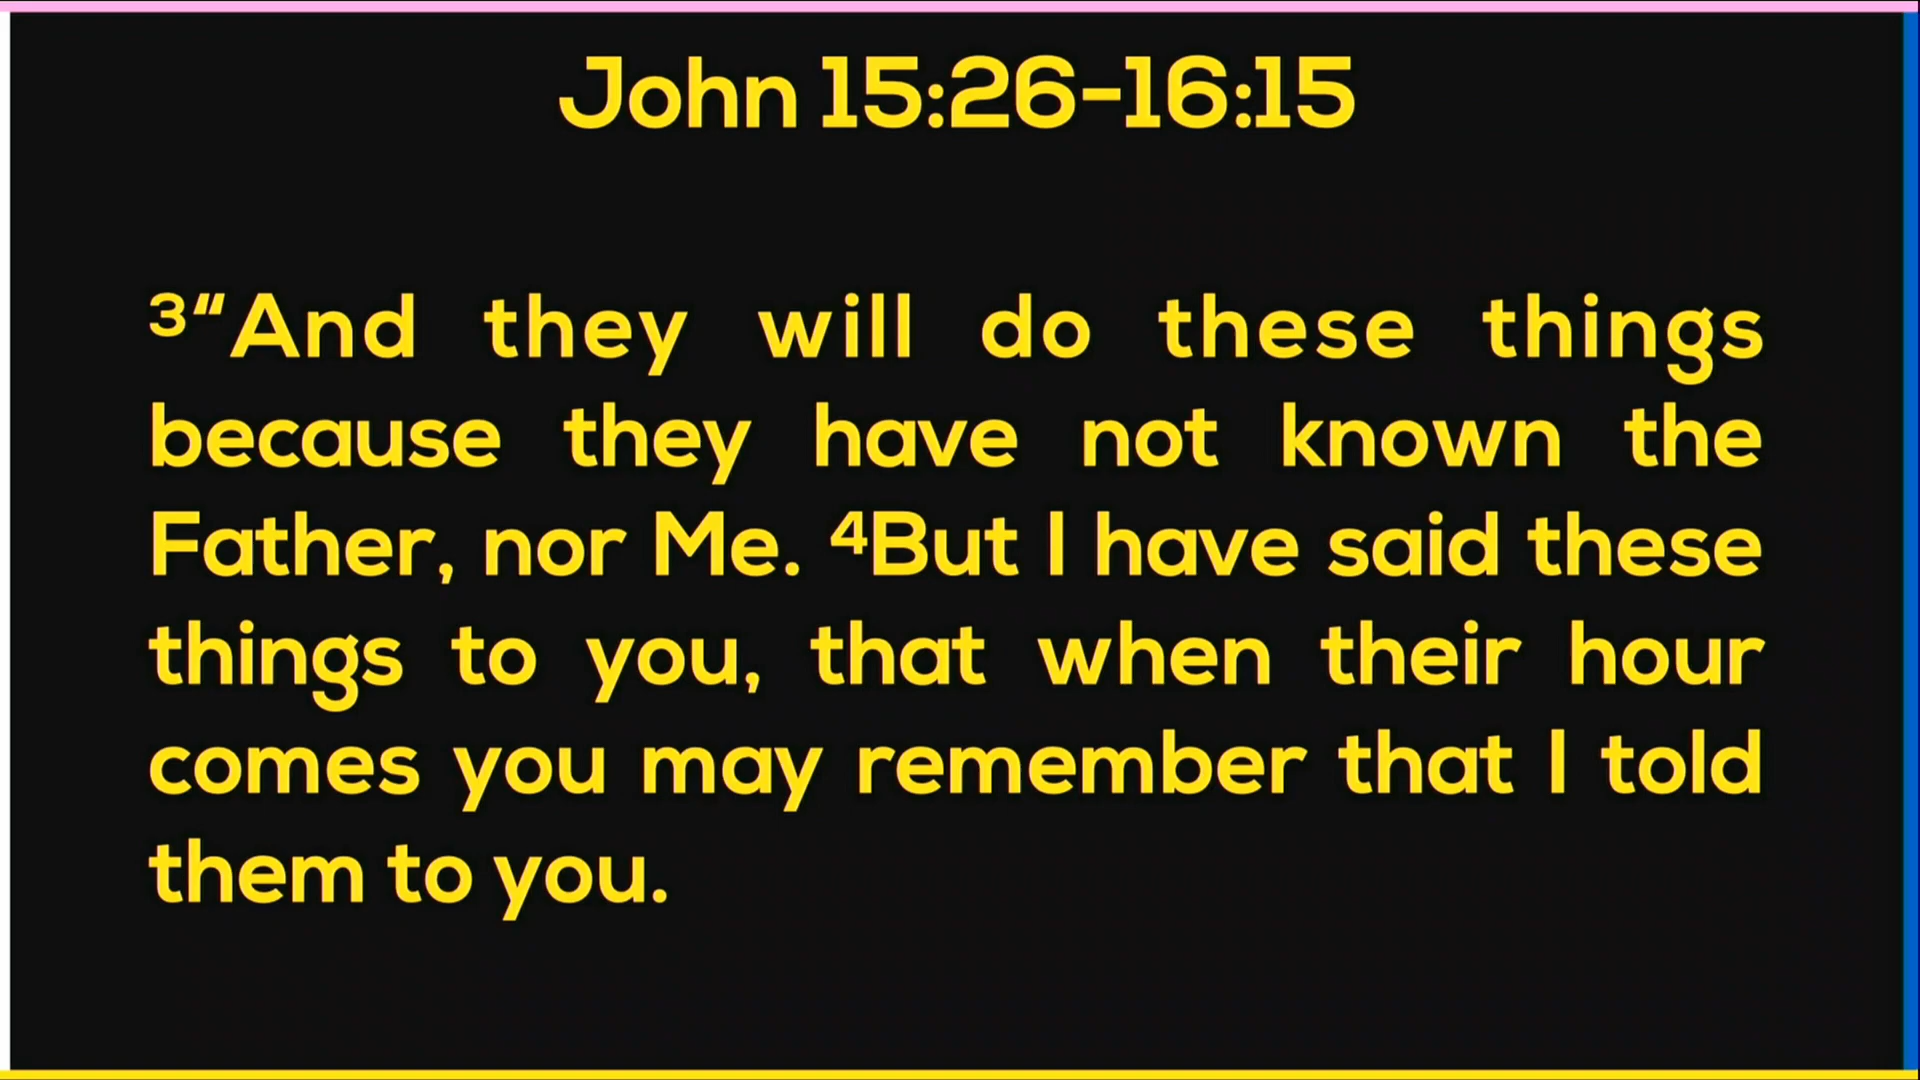 John 15:26-16:15
³“And they will do these things
because they have not known the
Father, nor Me. ⁴But I have said these
things to you, that when their hour
comes you may remember that I told
them to you.